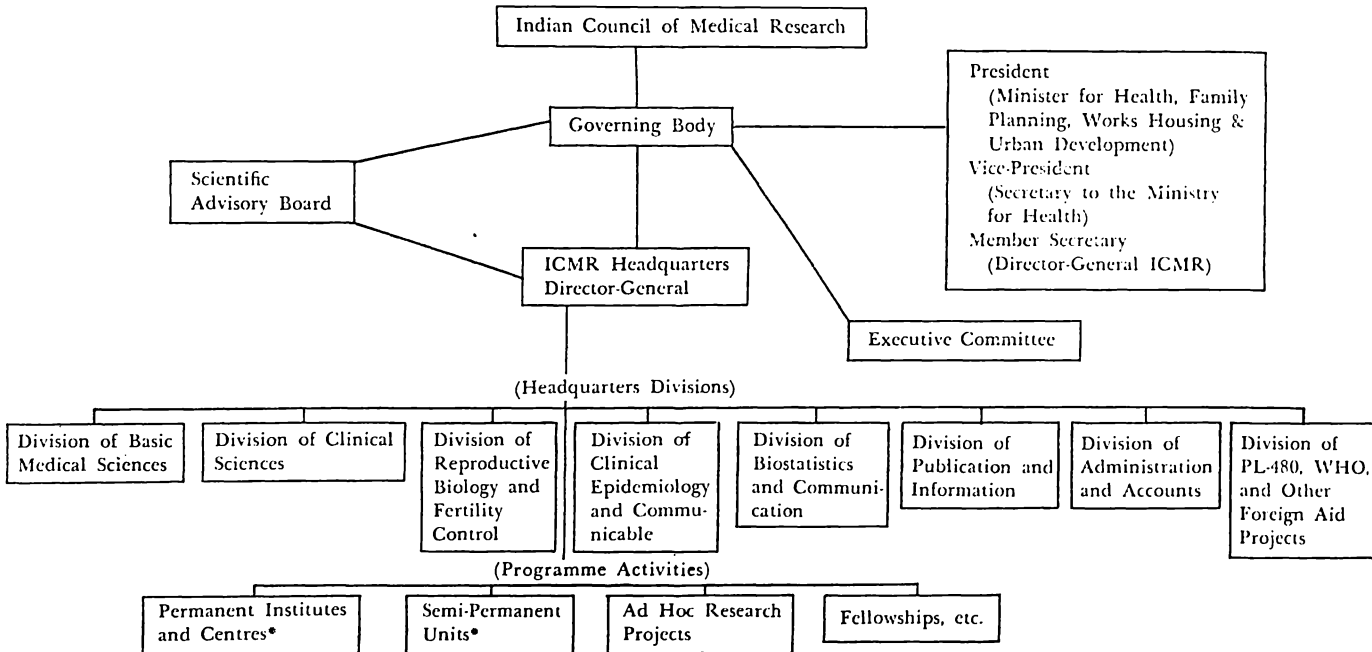 Indian Council of Medical Research
Governing Body
President
(Minister for Health, Family
Planning, Works Housing &
Urban Development)
Vice-President
(Secretary to the Ministry
for Health)
Member Secretary
(Director-General ICMR)
Scientific
Advisory Board
ICMR Headquarters
Director-General
Executive Committee
(Headquarters Divisions)
Division of Basic
Medical Sciences
Division of Clinical
Sciences
Division of
Reproductive
Biology and
Fertility
Control
Division of
Clinical
Epidemiology
and Commu-
nicable
Division of
Biostatistics
and Communi-
cation
Division of
Publication and
Information
Division of
Administration
and Accounts
Division of
PL-480, WHO,
and Other
Foreign Aid
Projects
(Programme Activities)
Permanent Institutes
and Centres*
Semi-Permanent
Units*
Ad Hoc Research
Projects
Fellowships, etc.